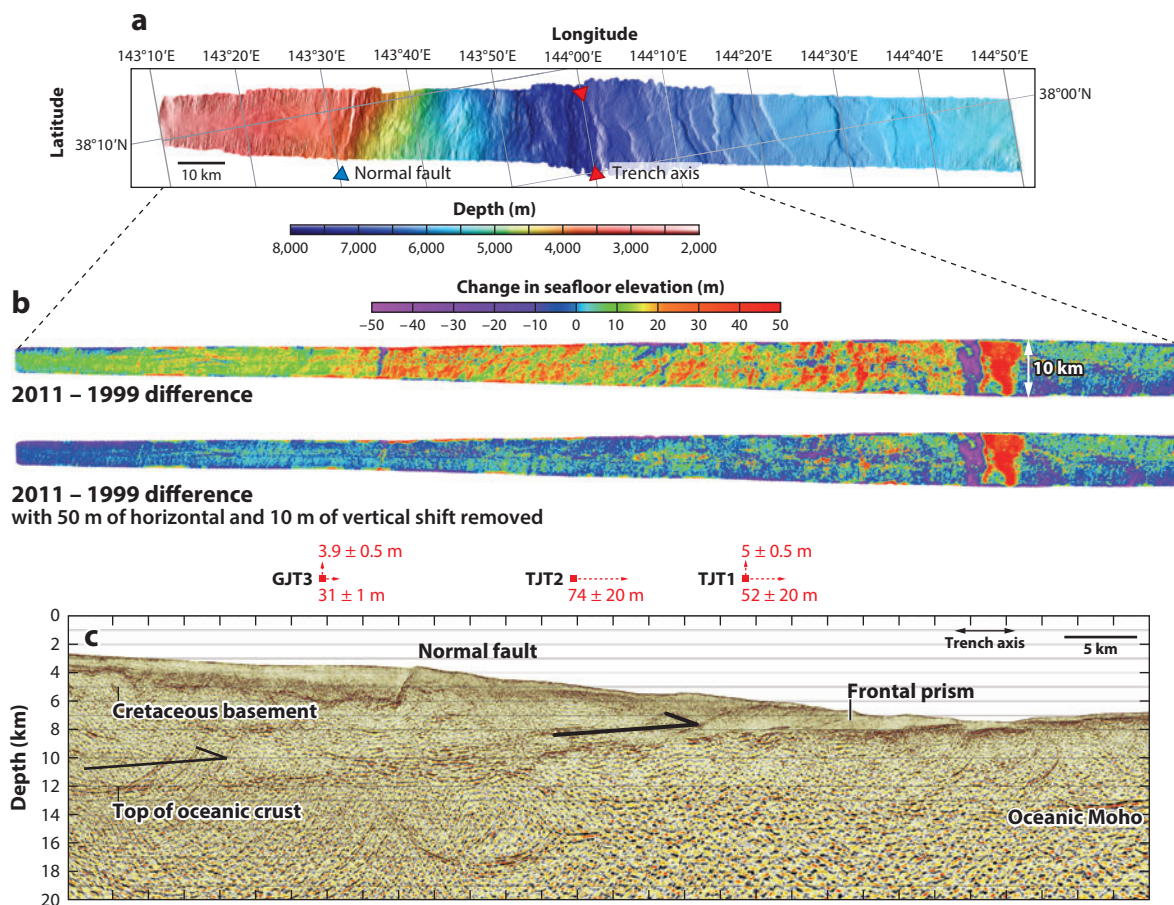 a
Longitude
143°10′E 143°20′E 143°30′E 143°40′E 143°50′E 144°00′E 144°10′E 144°20′E 144°40′E 144°50′E
Latitude
38°00′N
38°10′N
10 km
Normal fault
Trench axis
Depth (m)
8,000 7,000 6,000 5,000 4,000 3,000 2,000
b
Change in seafloor elevation (m)
−50 −40 −30 −20 −10 0 10 20 30 40 50
10 km
2011 – 1999 difference
2011 – 1999 difference
with 50 m of horizontal and 10 m of vertical shift removed
3.9 ± 0.5 m
5 ± 0.5 m
GJT3
TJT2
TJT1
31 ± 1 m
74 ± 20 m
52 ± 20 m
c
0
2
4
6
8
10
12
14
16
18
20
Depth (km)
Normal fault
Trench axis
5 km
Frontal prism
Cretaceous basement
Top of oceanic crust
Oceanic Moho